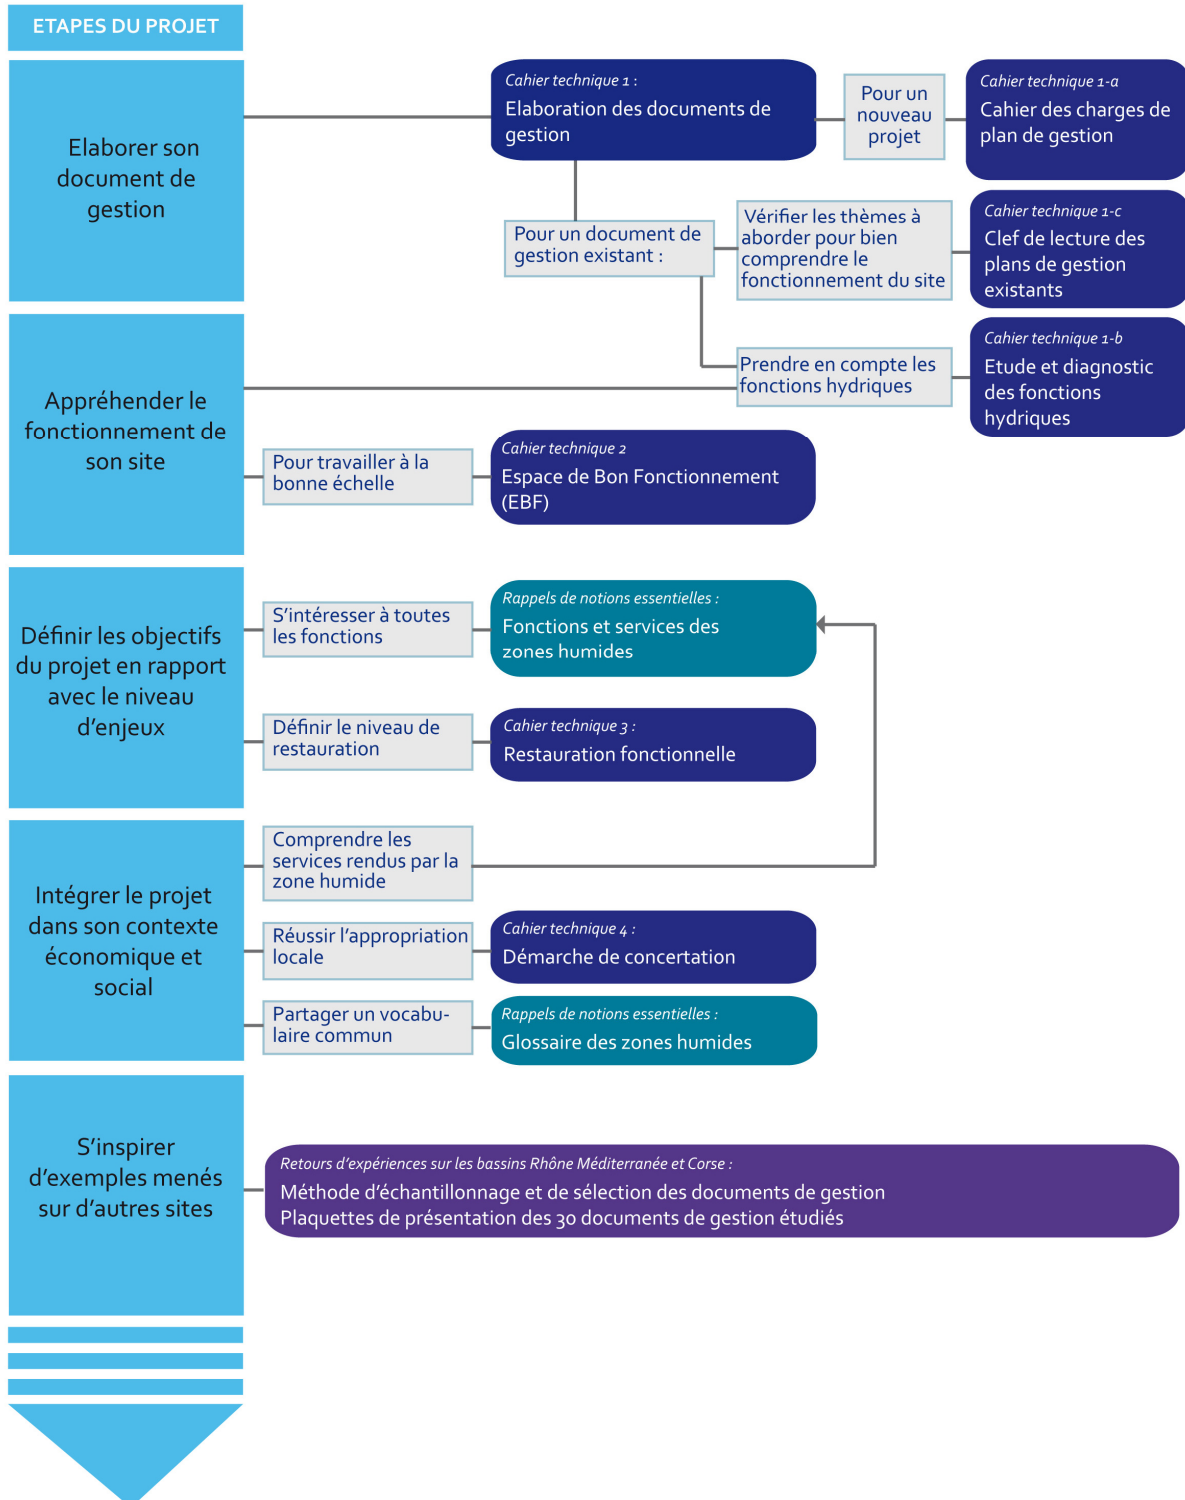 ETAPES DU PROJET
Elaborer son
document de
gestion
Cahier technique 1 :
Elaboration des documents de
gestion
Pour un
nouveau
projet
Cahier technique 1-a
Cahier des charges de
plan de gestion
Pour un document de
gestion existant :
Vérifier les thèmes à
aborder pour bien
comprendre le
fonctionnement du site
Cahier technique 1-c
Clef de lecture des
plans de gestion
existants
Appréhender le
fonctionnement de
son site
Prendre en compte les
fonctions hydriques
Cahier technique 1-b
Etude et diagnostic
des fonctions
hydriques
Pour travailler à la
bonne échelle
Cahier technique 2
Espace de Bon Fonctionnement
(EBF)
Définir les objectifs
du projet en rapport
avec le niveau
d’enjeux
S’intéresser à toutes
les fonctions
Rappels de notions essentielles :
Fonctions et services des
zones humides
Définir le niveau de
restauration
Cahier technique 3 :
Restauration fonctionnelle
Intégrer le projet
dans son contexte
économique et
social
Comprendre les
services rendus par la
zone humide
Réussir l’appropriation
locale
Cahier technique 4 :
Démarche de concertation
Partager un vocabu-
laire commun
Rappels de notions essentielles :
Glossaire des zones humides
S’inspirer
d’exemples menés
sur d’autres sites
Retours d’expériences sur les bassins Rhône Méditerranée et Corse :
Méthode d’échantillonnage et de sélection des documents de gestion
Plaquettes de présentation des 30 documents de gestion étudiés